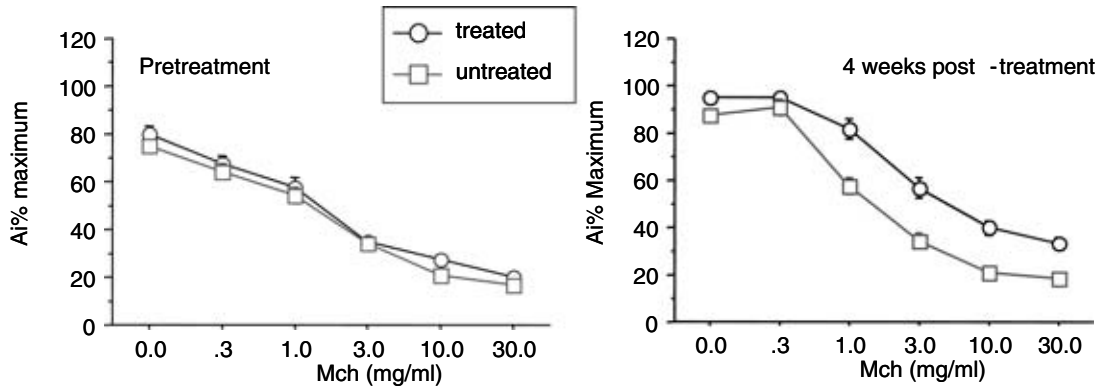 treated
untreated
Pretreatment
120
100
80
60
40
20
0
Ai% maximum
0.0 .3 1.0 3.0 10.0 30.0
Mch (mg/ml)
4 weeks post -treatment
120
100
80
60
40
20
0
Ai% Maximum
0.0 .3 1.0 3.0 10.0 30.0
Mch (mg/ml)